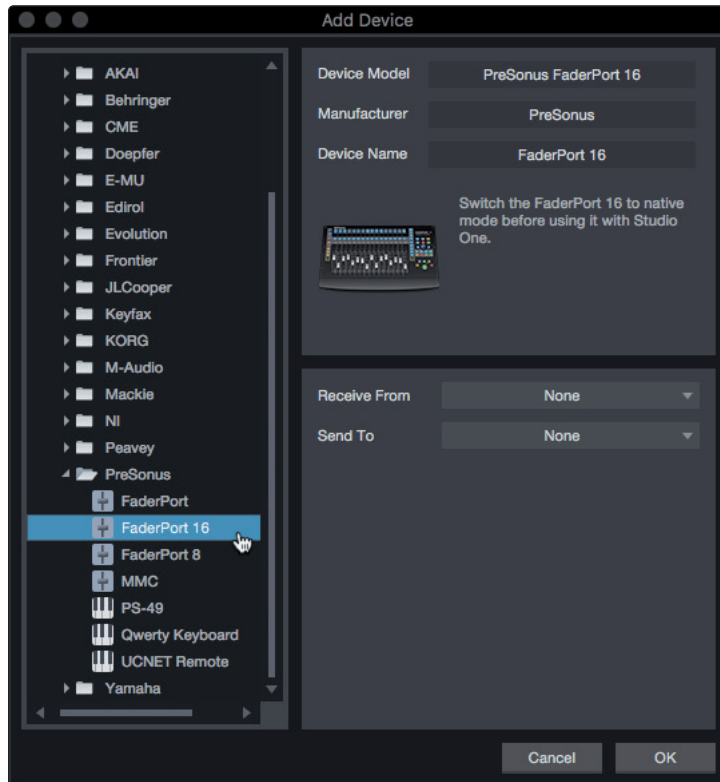 Add Device
AKAI
Behringer
CME
Doepfer
E-MU
Edirol
Evolution
Frontier
JLCooper
Keyfax
KORG
M-Audio
Mackie
NI
Peavey
PreSonus
FaderPort
FaderPort 16
FaderPort 8
MMC
PS-49
Qwerty Keyboard
UCNET Remote
Yamaha
Device Model PreSonus FaderPort 16
Manufacturer PreSonus
Device Name FaderPort 16
Switch the FaderPort 16 to native
mode before using it with Studio
One.
Receive From None
Send To None
Cancel OK